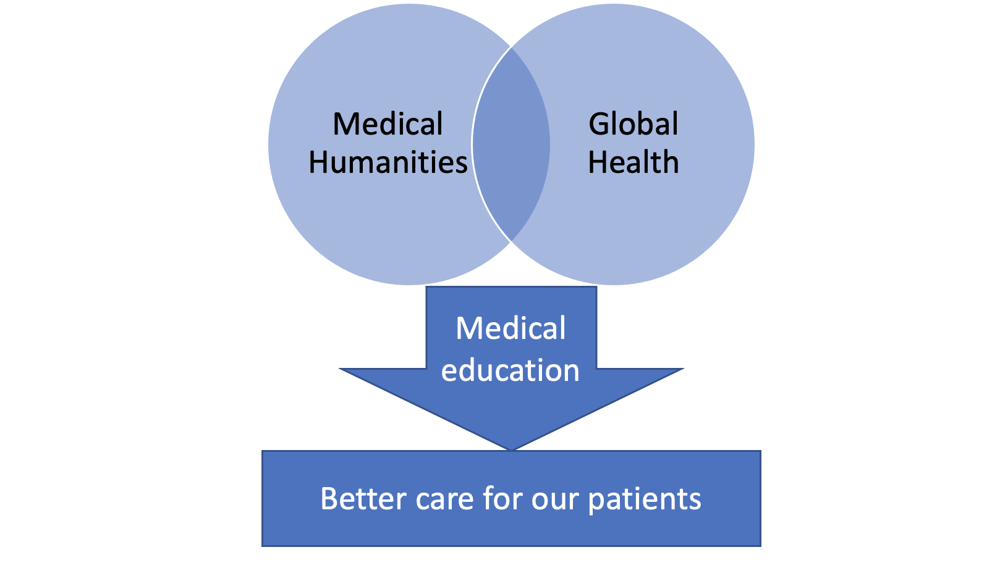 Medical
Humanities
Global
Health
Medical
education
Better care for our patients